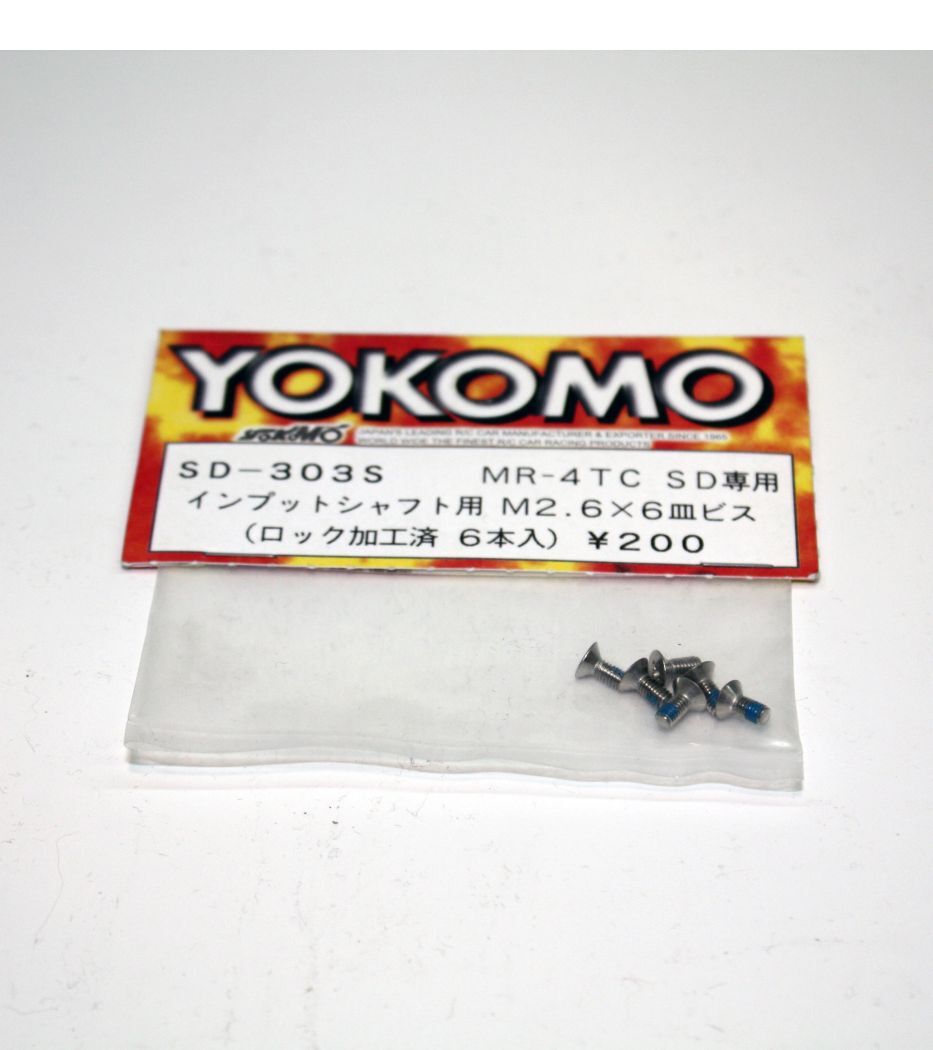 YOKOMO
YOKOMO JAPAN'S LEADING R/C CAR MANUFACTURER & EXPORTER SINCE 1965
WORLD WIDE THE FINEST R/C CAR RACING PRODUCTS
SD-303S MR-4TC SD専用
インプットシャフト用 M2.6×6皿ビス
(ロック加工済 6本入) ¥200